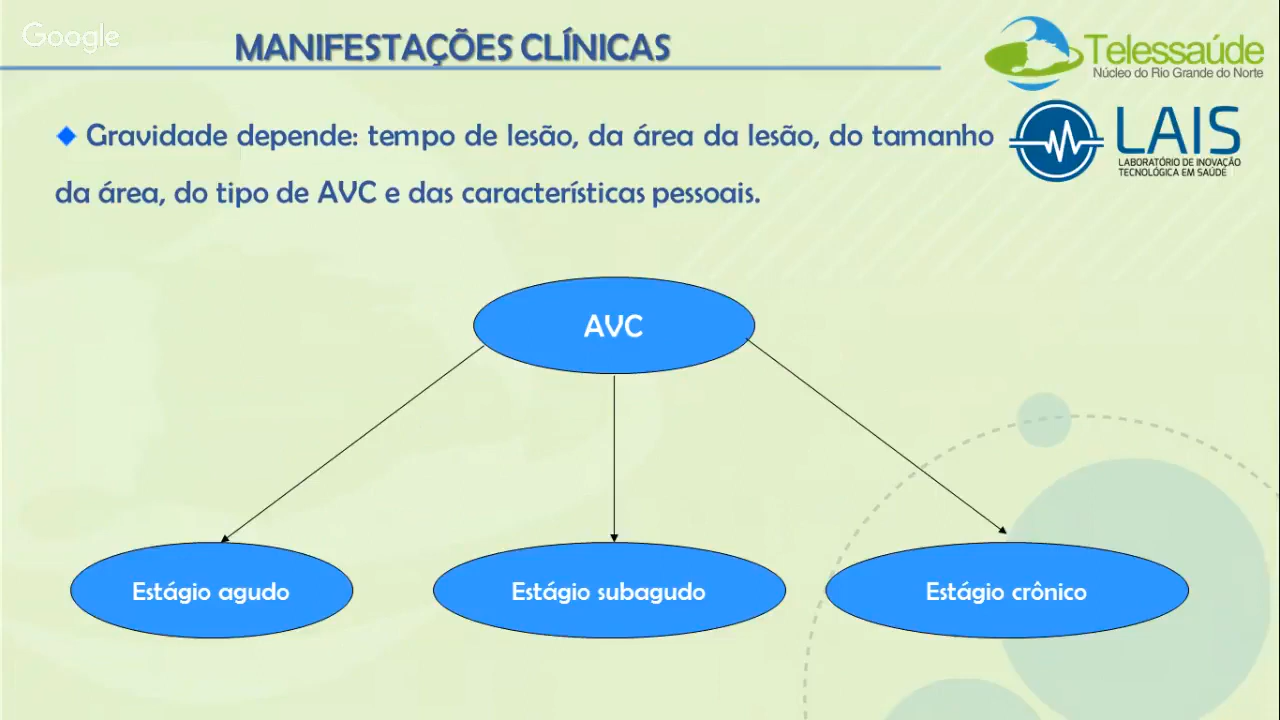 Google
MANIFESTAÇÕES CLÍNICAS
Telessaúde
Núcleo do Rio Grande do Norte
LAIS
LABORATÓRIO DE INOVAÇÃO
TECNOLÓGICA EM SAÚDE
Gravidade depende: tempo de lesão, da área da lesão, do tamanho
da área, do tipo de AVC e das características pessoais.
AVC
Estágio agudo
Estágio subagudo
Estágio crônico